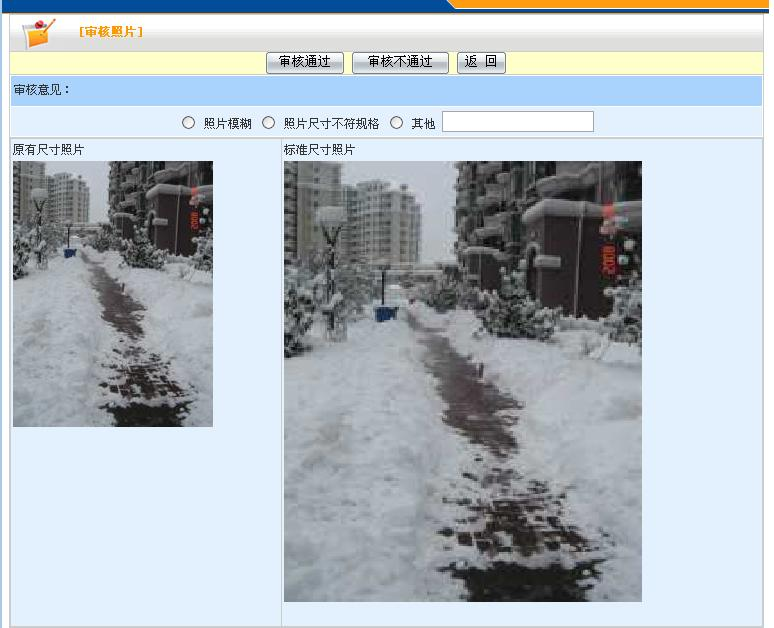 [审核照片]
审核通过 审核不通过 返 回
审核意见：
照片模糊 照片尺寸不符规格 其他
原有尺寸照片 标准尺寸照片